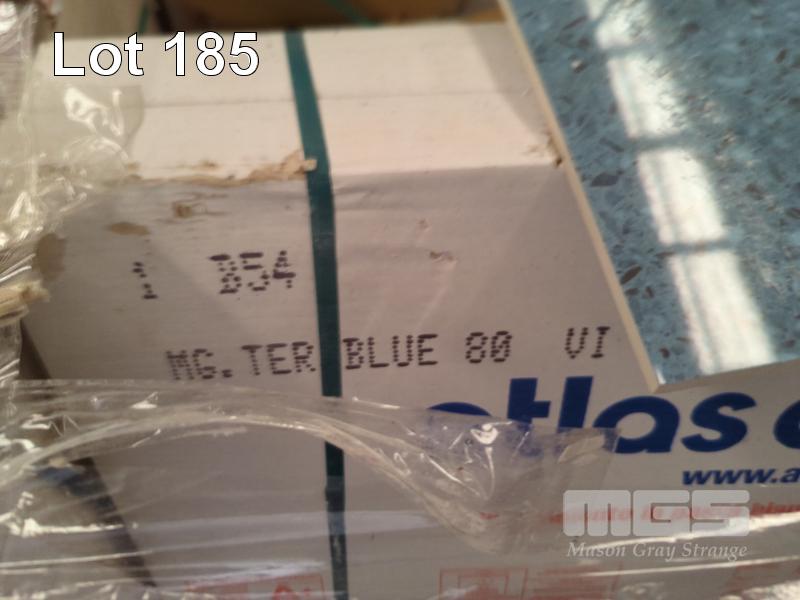 Lot 185
1 B54
MG. TER BLUE 80 VI
atlas
www.a
MGS
Mason Gray Strange